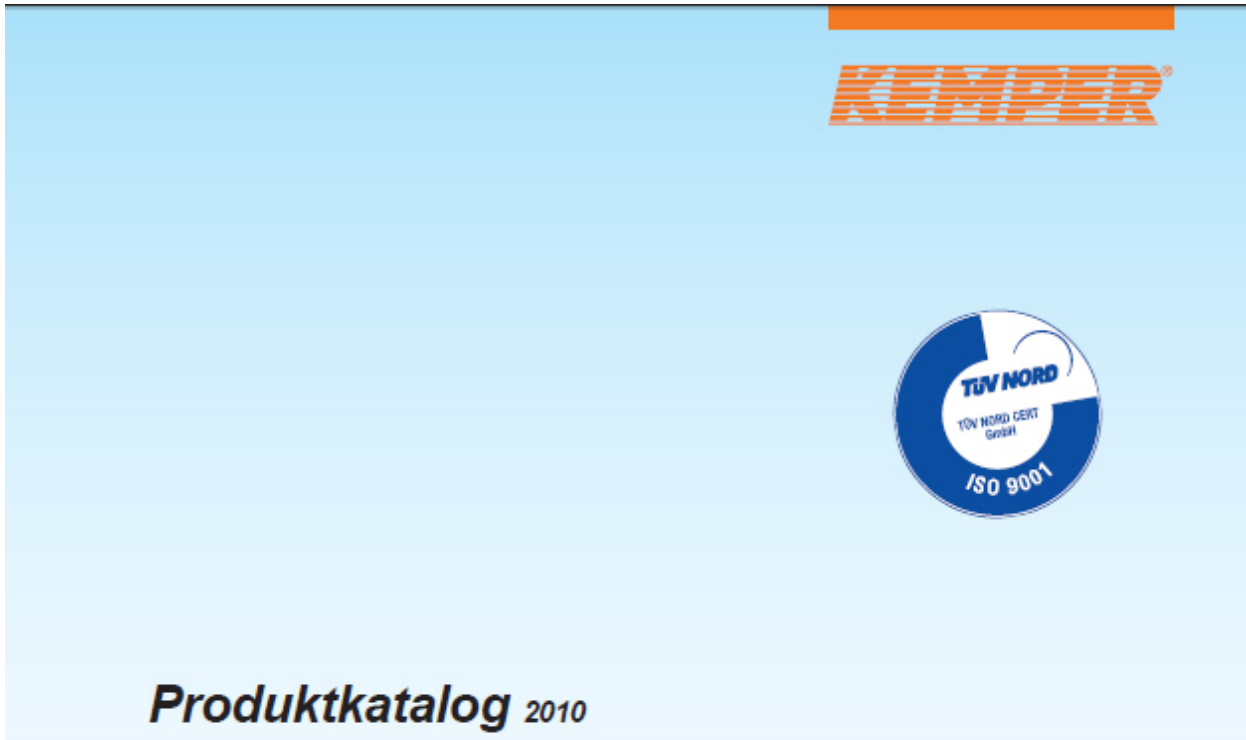 KEMPER®
TÜV NORD
TÜV NORD CERT
GmbH
ISO 9001
Produktkatalog 2010